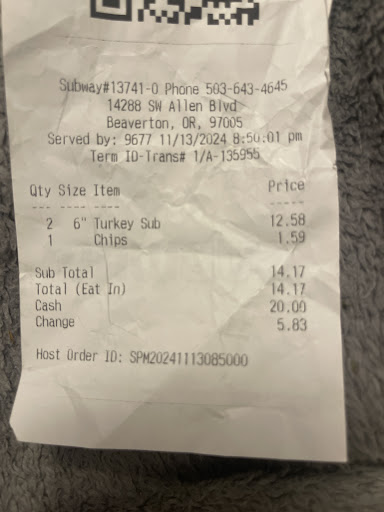 Subway#13741-0 Phone 503-643-4645
14288 SW Allen Blvd
Beaverton, OR, 97005
Served by: 9677 11/13/2024 8:50:01 pm
Term ID-Trans# 1/A-135955
Qty Size Item Price
--- ---- ---- -----
2 6" Turkey Sub 12.58
1 Chips 1.59
Sub Total 14.17
Total (Eat In) 14.17
Cash 20.00
Change 5.83
Host Order ID: SPM20241113085000